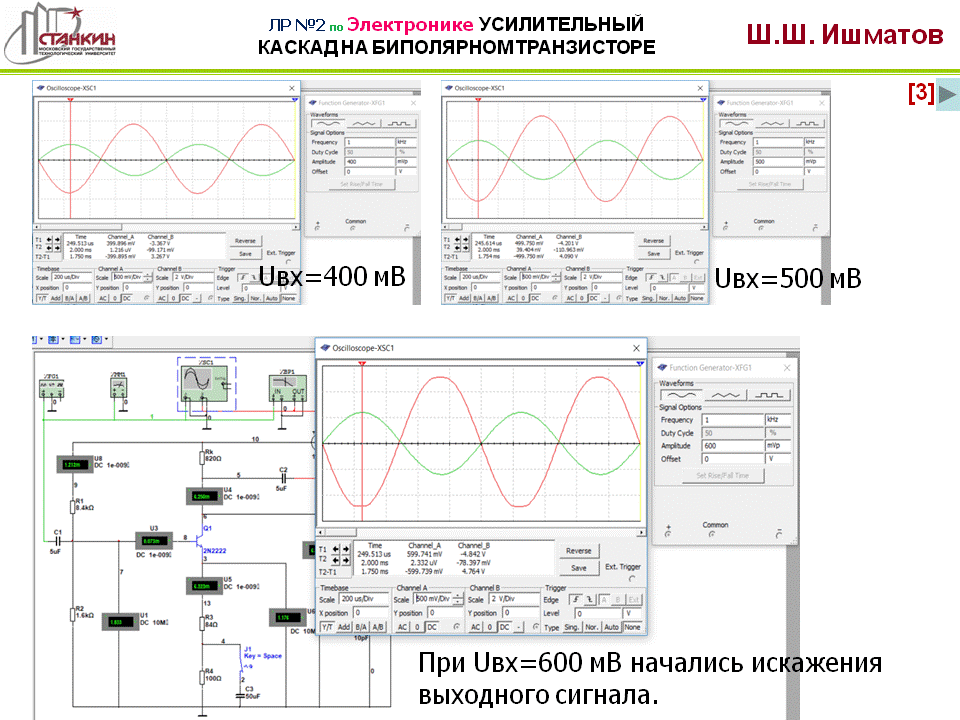 СТАНКИН
МОСКОВСКИЙ ГОСУДАРСТВЕННЫЙ
ТЕХНОЛОГИЧЕСКИЙ УНИВЕРСИТЕТ
ЛР №2 по Электронике УСИЛИТЕЛЬНЫЙ
КАСКАД НА БИПОЛЯРНОМТРАНЗИСТОРЕ
Ш.Ш. Ишматов
[3]
Oscilloscope-XSC1
Function Generator-XFG1
Waveforms
Signal Options
Frequency 1 kHz
Duty Cycle 50 %
Amplitude 400 mVp
Offset 0 V
Set Rise/Fall Time
Common
Time Channel_A Channel_B
T1 249.513 us 399.896 mV -3.367 V
T2 2.000 ms 1.216 uV -99.171 mV
T2-T1 1.750 ms -399.895 mV
Reverse
Save
Ext. Trigger
Timebase Channel A Channel B Trigger
Scale 200 us/Div Scale 500 mV/Div Scale 2 V/Div Edge
X position 0 Y position 0 Y position 0 Level
Y/T Add B/A A/B AC 0 DC AC 0 DC - Type Sing. Nor. Auto None
Uвх=400 мВ
Oscilloscope-XSC1
Function Generator-XFG1
Waveforms
Signal Options
Frequency 1 kHz
Duty Cycle 50 %
Amplitude 500 mVp
Offset 0 V
Set Rise/Fall Time
Common
Time Channel_A Channel_B
T1 245.614 us 499.750 mV -4.201 V
T2 2.000 ms 39.404 nV -110.963 mV
T2-T1 1.754 ms -499.750 mV 4.090 V
Reverse
Save
Ext. Trigger
Timebase Channel A Channel B Trigger
Scale 200 us/Div Scale 500 mV/Div Scale 2 V/Div Edge
X position 0 Y position 0 Y position 0 Level 0
Y/T Add B/A A/B AC 0 DC AC 0 DC - Type Sing. Nor. Auto None
Uвх=500 мВ
Oscilloscope-XSC1
Function Generator-XFG1
Waveforms
Signal Options
Frequency 1 kHz
Duty Cycle 50 %
Amplitude 600 mVp
Offset 0 V
Set Rise/Fall Time
Common
Time Channel_A Channel_B
T1 249.513 us 599.741 mV -4.842 V
T2 2.000 ms 2.332 uV -78.397 mV
T2-T1 1.750 ms -599.739 mV 4.764 V
Reverse
Save
Ext. Trigger
Timebase Channel A Channel B Trigger
Scale 200 us/Div Scale 500 mV/Div Scale 2 V/Div Edge A B Ext
X position 0 Y position 0 Y position 0 Level 0 V
Y/T Add B/A A/B AC 0 DC AC 0 DC - Type Sing. Nor. Auto None
IN OUT
1
10
U8
DC 1e-009
9
R1
8.4kΩ
C1
5uF
U3
DC 1e-009
8
7
R2
1.6kΩ
U1
DC 10M
Rk
820Ω
5
C2
5uF
U4
DC 1e-009
6
Q1
2N2222
3
U5
DC 1e-009
13
R3
84Ω
4
J1
Key = Space
R4
100Ω
2
C3
50uF
DC 10M
10pF
0
При Uвх=600 мВ начались искажения
выходного сигнала.